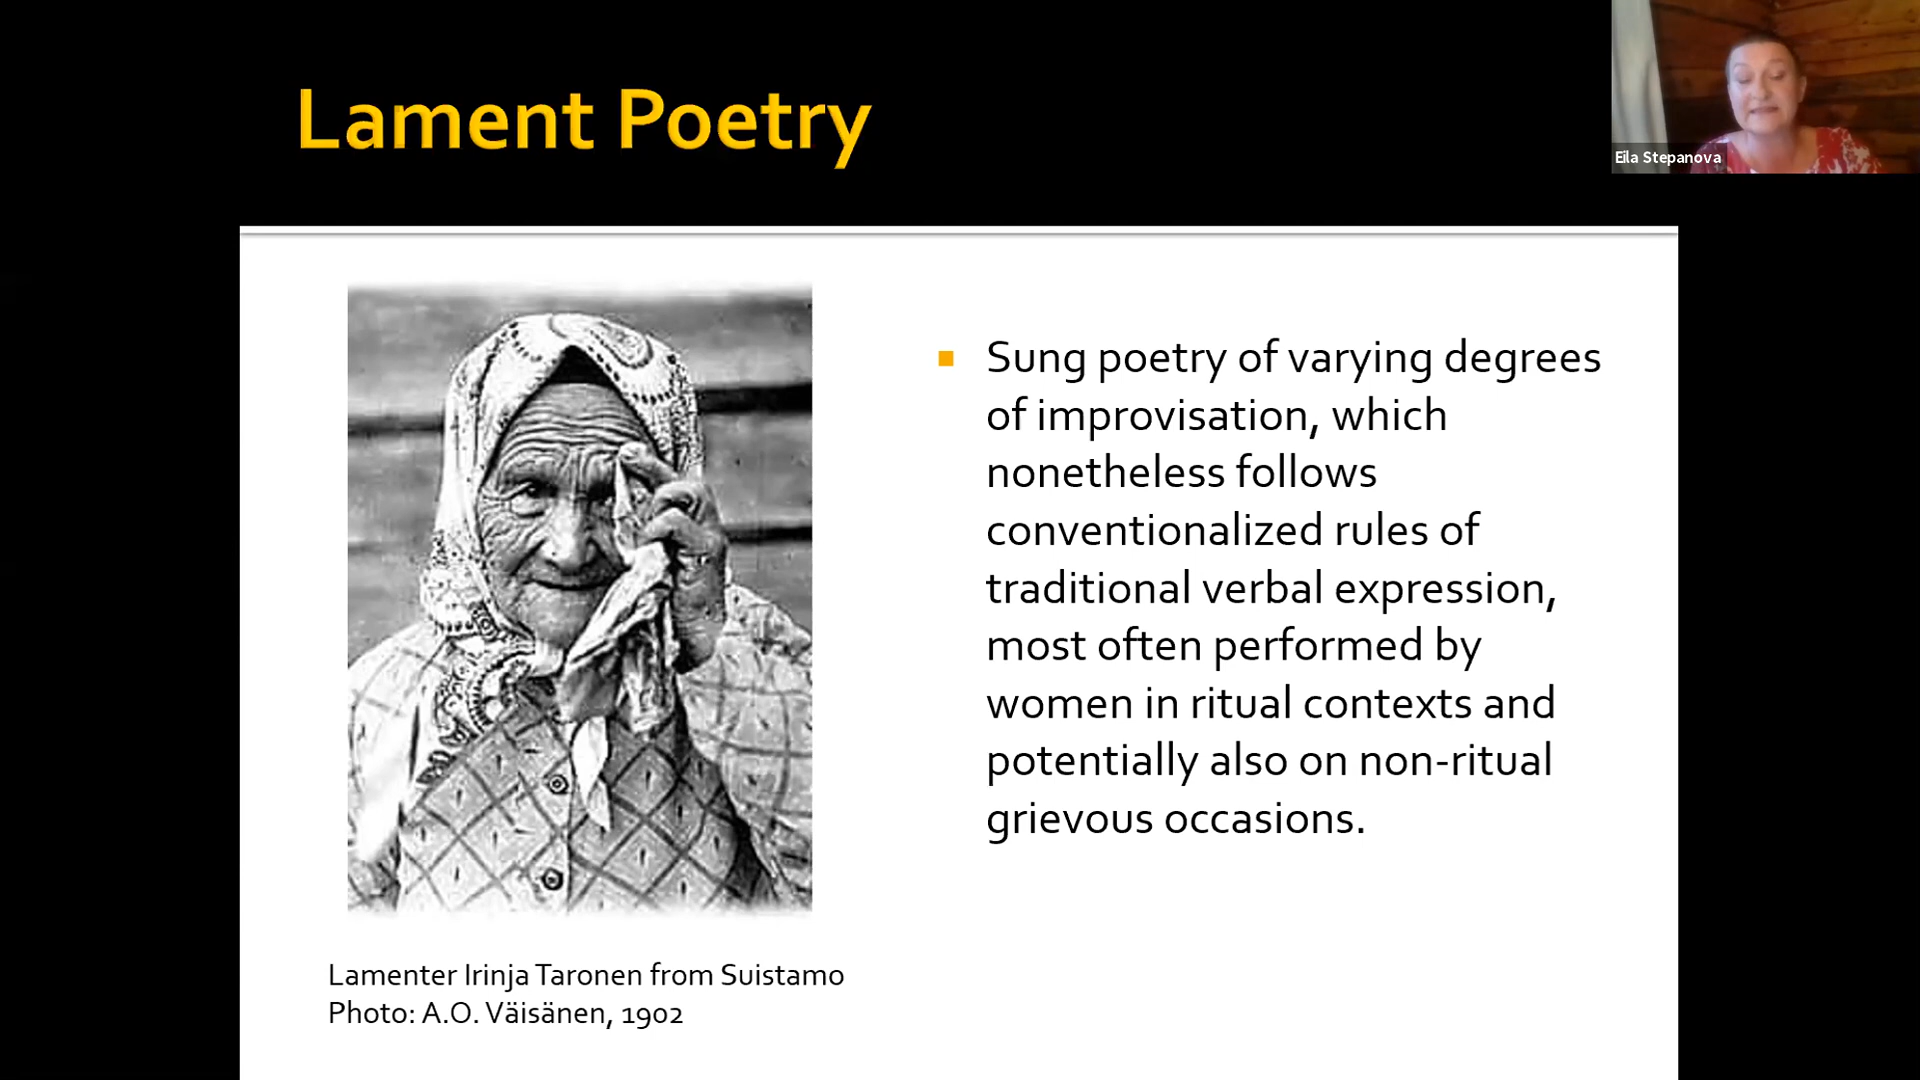 Lament Poetry
Eila Stepanova
Sung poetry of varying degrees
of improvisation, which
nonetheless follows
conventionalized rules of
traditional verbal expression,
most often performed by
women in ritual contexts and
potentially also on non-ritual
grievous occasions.
Lamenter Irinja Taronen from Suistamo
Photo: A.O. Väisänen, 1902